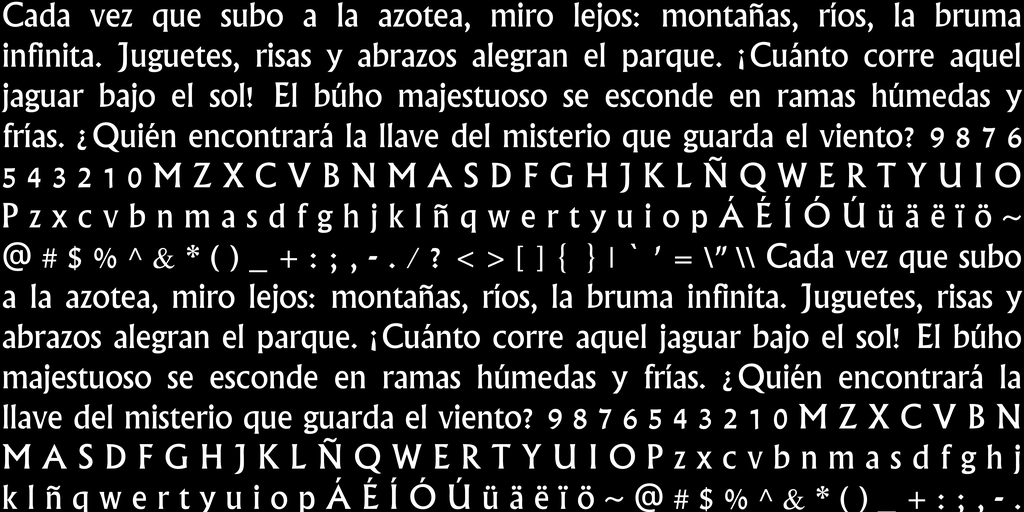 Cada vez que subo a la azotea, miro lejos: montañas, ríos, la bruma
infinita. Juguetes, risas y abrazos alegran el parque. ¡Cuánto corre aquel
jaguar bajo el sol! El búho majestuoso se esconde en ramas húmedas y
frías. ¿Quién encontrará la llave del misterio que guarda el viento? 9 8 7 6
5 4 3 2 1 0 M Z X C V B N M A S D F G H J K L Ñ Q W E R T Y U I O
P z x c v b n m a s d f g h j k l ñ q w e r t y u i o p Á É Í Ó Ú ü ä ë ï ö ~
@ # $ % ^ & * ( ) _ + : ; , - . / ? < > [ ] { } | ` ’ = \” \\ Cada vez que subo
a la azotea, miro lejos: montañas, ríos, la bruma infinita. Juguetes, risas y
abrazos alegran el parque. ¡Cuánto corre aquel jaguar bajo el sol! El búho
majestuoso se esconde en ramas húmedas y frías. ¿Quién encontrará la
llave del misterio que guarda el viento? 9 8 7 6 5 4 3 2 1 0 M Z X C V B N
M A S D F G H J K L Ñ Q W E R T Y U I O P z x c v b n m a s d f g h j
k l ñ q w e r t y u i o p Á É Í Ó Ú ü ä ë ï ö ~ @ # $ % ^ & * ( ) _ + : ; , - .